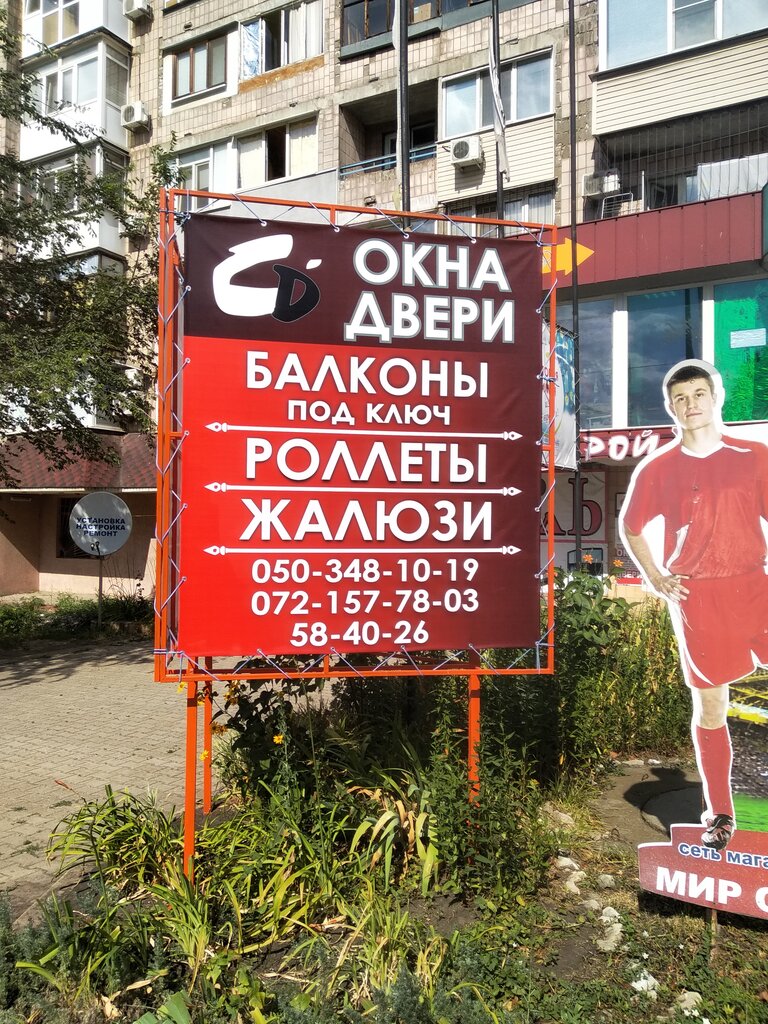 ОКНА
ДВЕРИ
БАЛКОНЫ
ПОД КЛЮЧ
РОЛЛЕТЫ
ЖАЛЮЗИ
050-348-10-19
072-157-78-03
58-40-26
УСТАНОВКА
НАСТРОЙКА
РЕМОНТ
РОЙ
сеть мага
МИР С